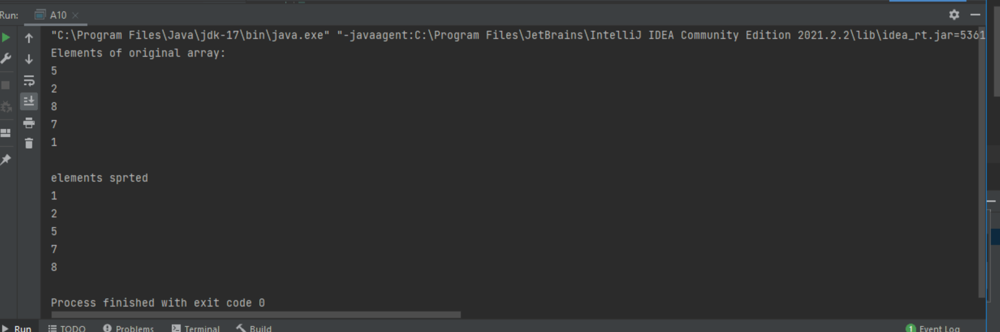 Run:
A10
"C:\Program Files\Java\jdk-17\bin\java.exe" "-javaagent:C:\Program Files\JetBrains\IntelliJ IDEA Community Edition 2021.2.2\lib\idea_rt.jar=5361
Elements of original array:
5
2
8
7
1
elements sprted
1
2
5
7
8
Process finished with exit code 0
Run
TODO
Problems
Terminal
Build
1 Event Log